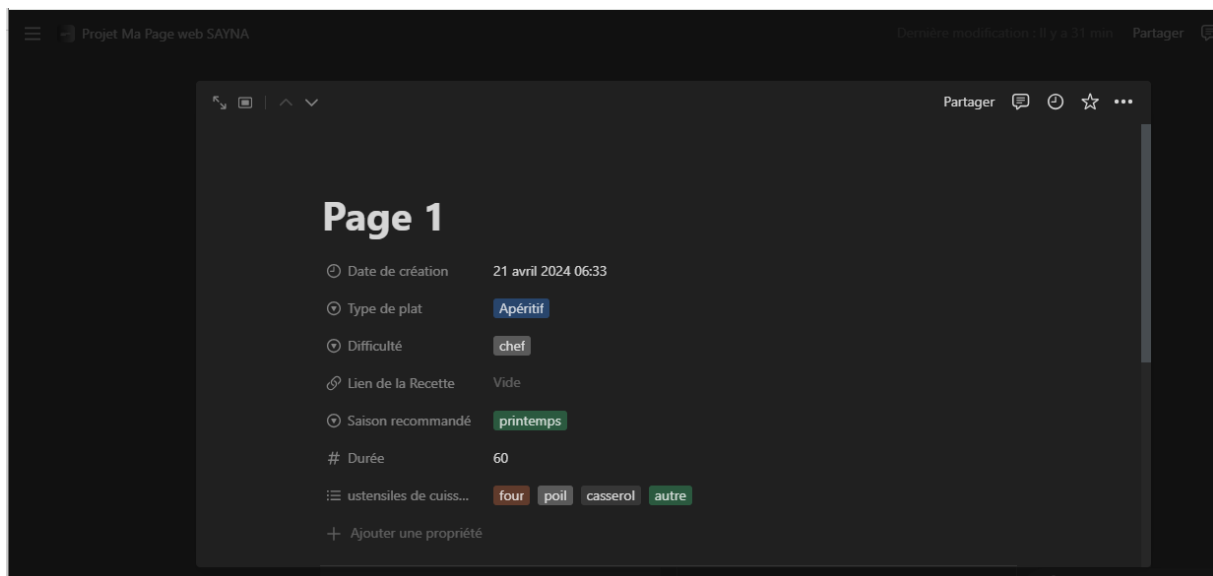 Projet Ma Page web SAYNA
Dernière modification : Il y a 31 min Partager
Partager
Page 1
Date de création 21 avril 2024 06:33
Type de plat Apéritif
Difficulté chef
Lien de la Recette Vide
Saison recommandé printemps
# Durée 60
ustensiles de cuiss... four poil casserol autre
+ Ajouter une propriété